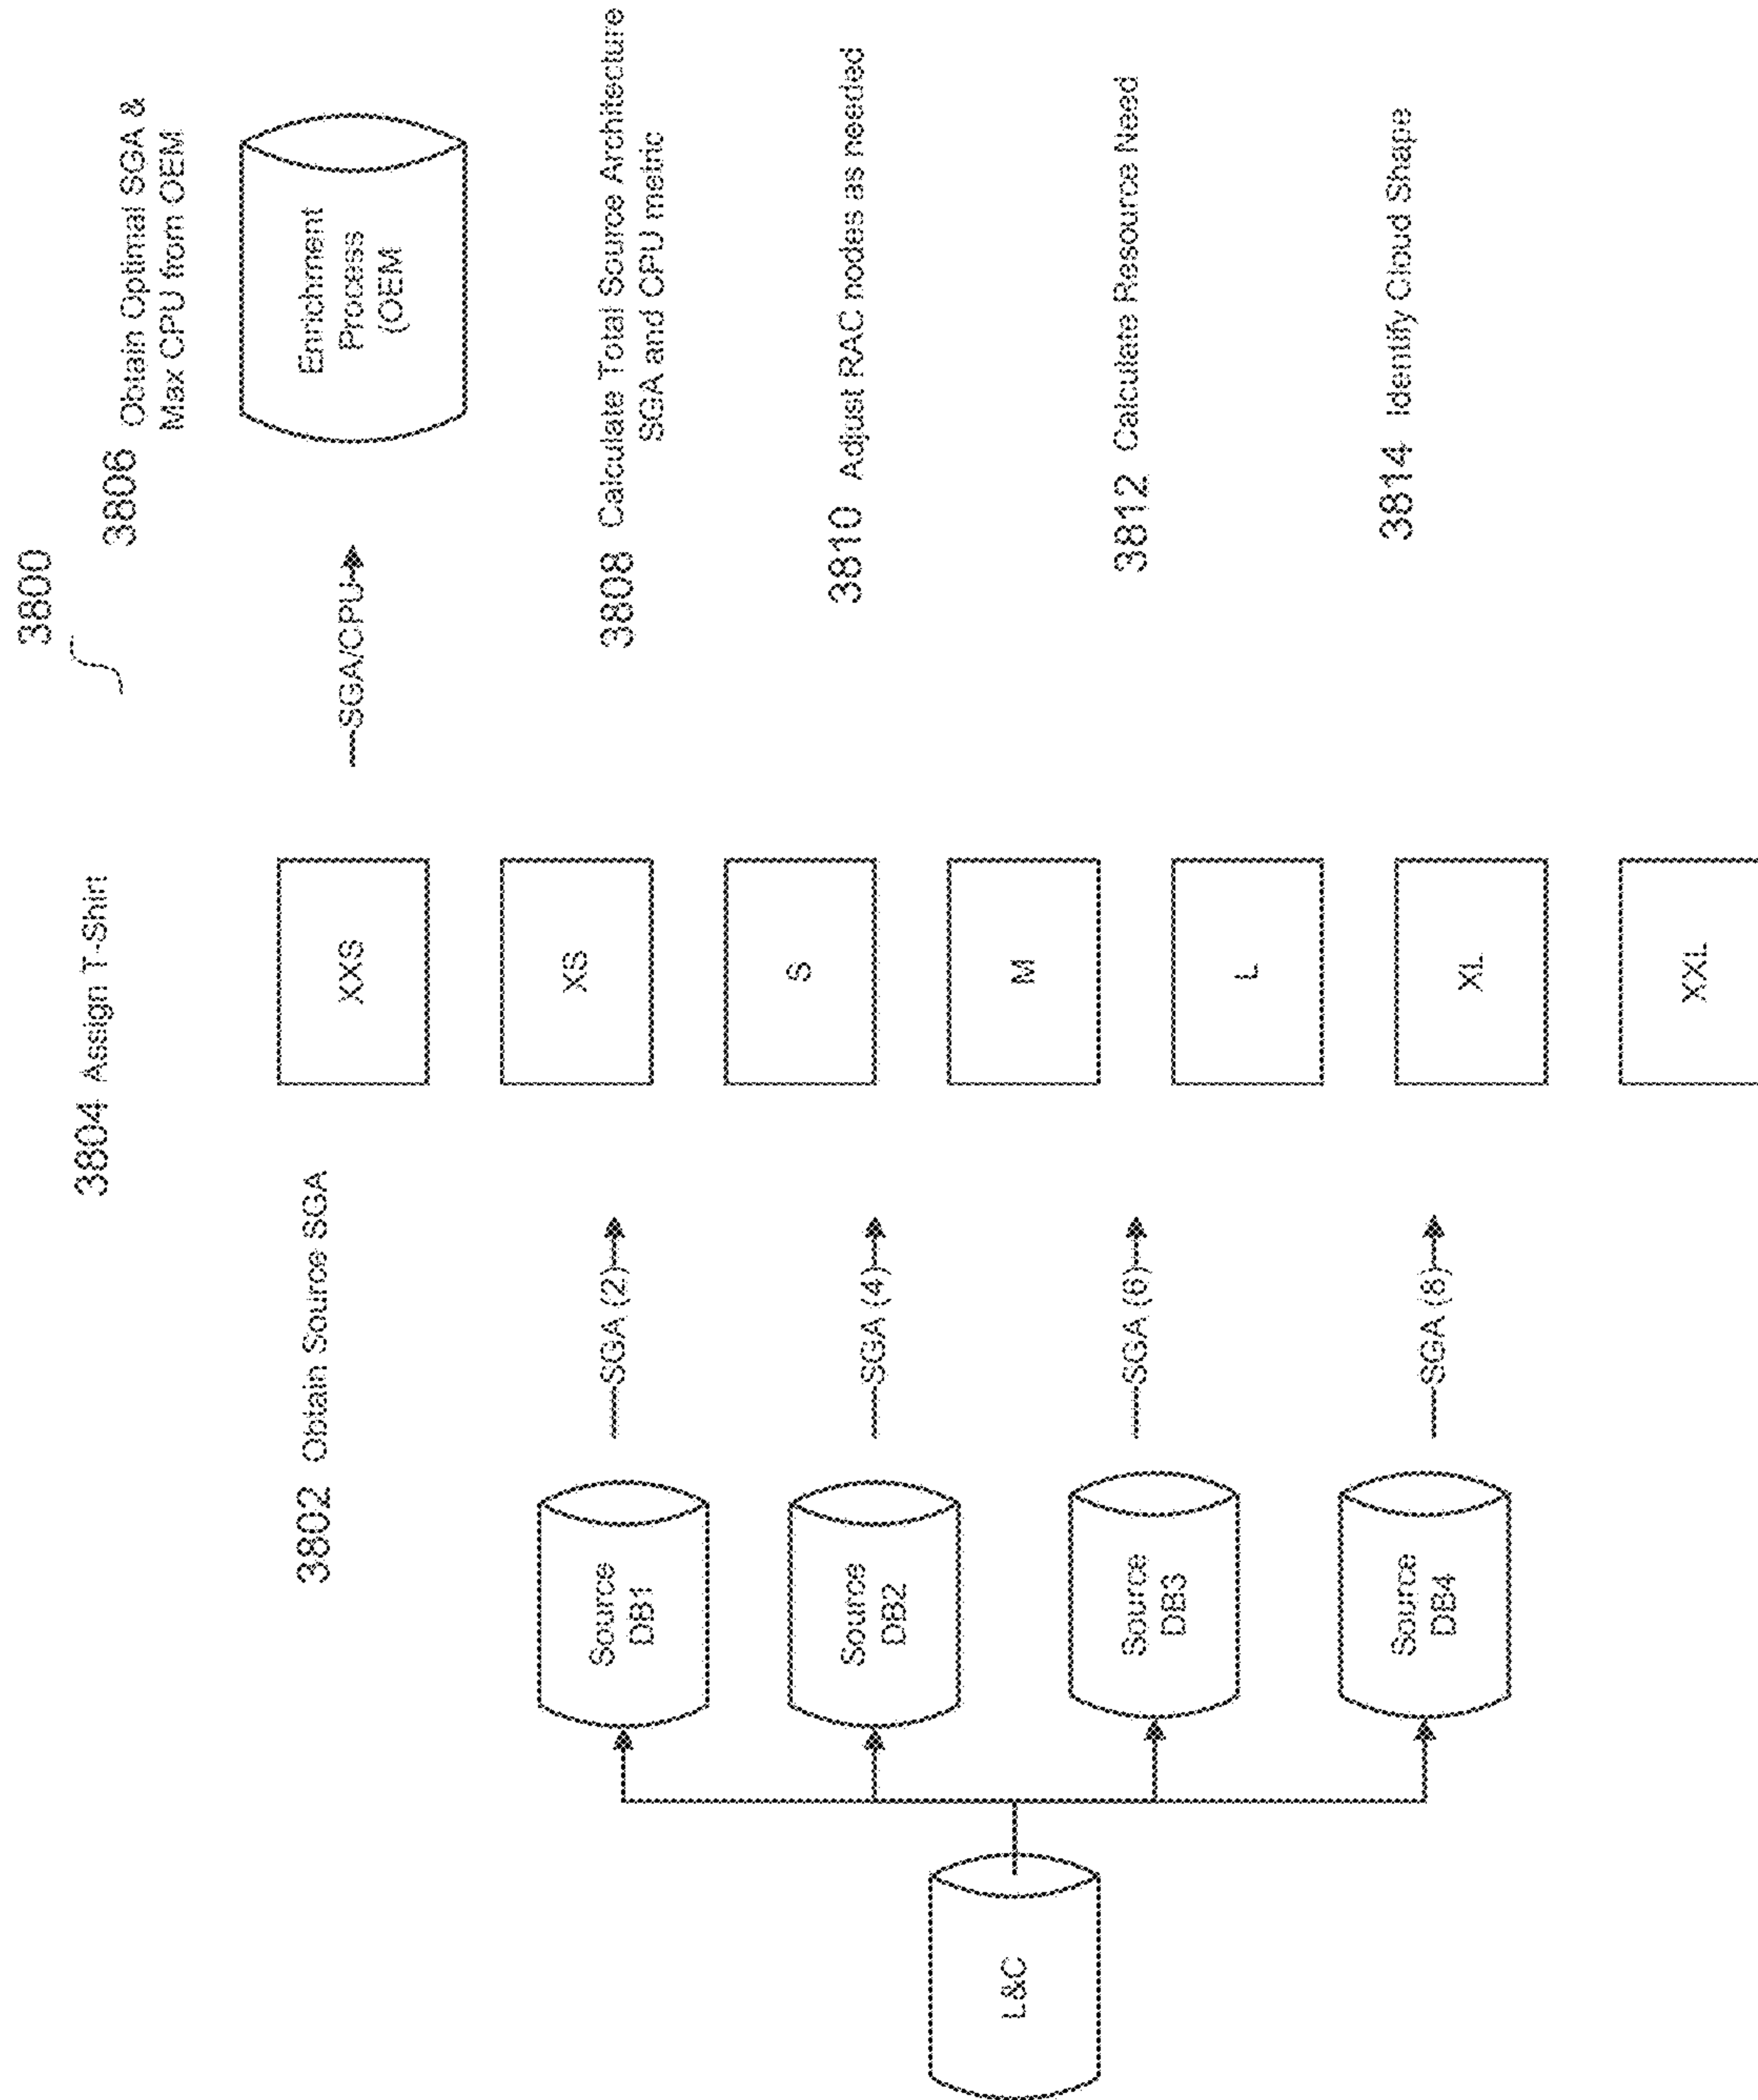 3800
3804 Assign T-Shirt
3806 Obtain Optimal SGA &
Max CPU from OEM
3802 Obtain Source SGA
L&C
Source
DB1
Source
DB2
Source
DB3
Source
DB4
SGA (2)
SGA (4)
SGA (6)
SGA (8)
XXS
XS
S
M
L
XL
XXL
SGA/CPU
Enrichment
Process
(OEM
3808 Calculate Total Source Architecture
SGA and CPU metric
3810 Adjust RAC nodes as needed
3812 Calculate Resource Need
3814 Identify Cloud Shape